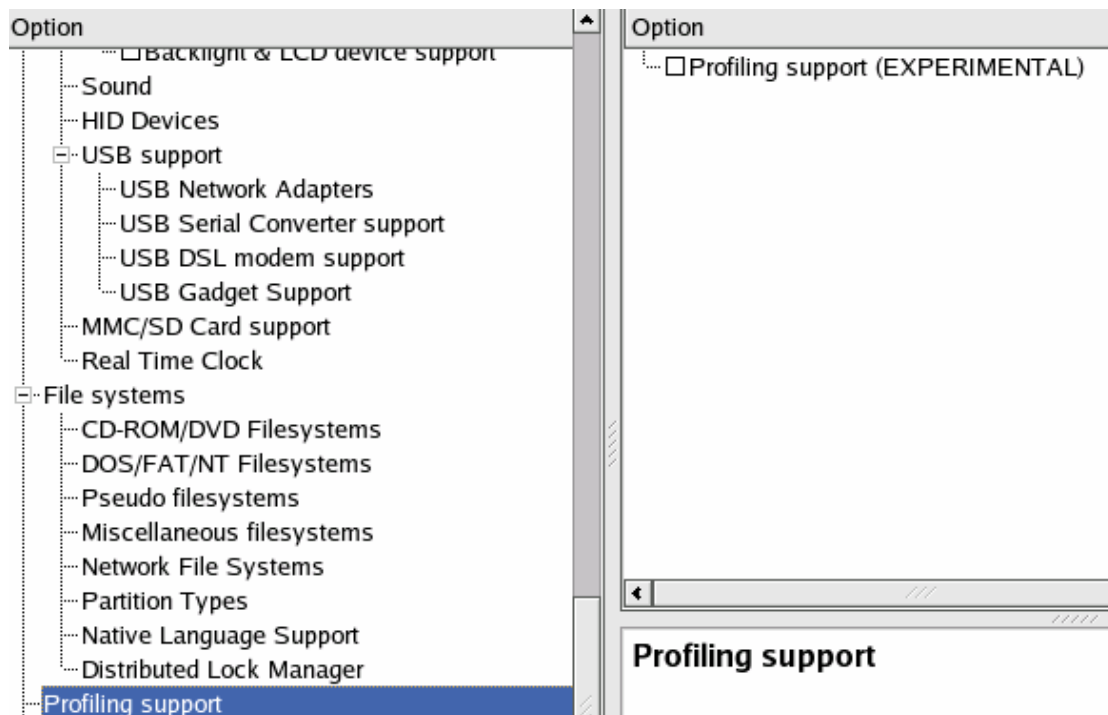 Option
Backlight & LCD device support
Sound
HID Devices
USB support
USB Network Adapters
USB Serial Converter support
USB DSL modem support
USB Gadget Support
MMC/SD Card support
Real Time Clock
File systems
CD-ROM/DVD Filesystems
DOS/FAT/NT Filesystems
Pseudo filesystems
Miscellaneous filesystems
Network File Systems
Partition Types
Native Language Support
Distributed Lock Manager
Profiling support
Option
Profiling support (EXPERIMENTAL)
Profiling support